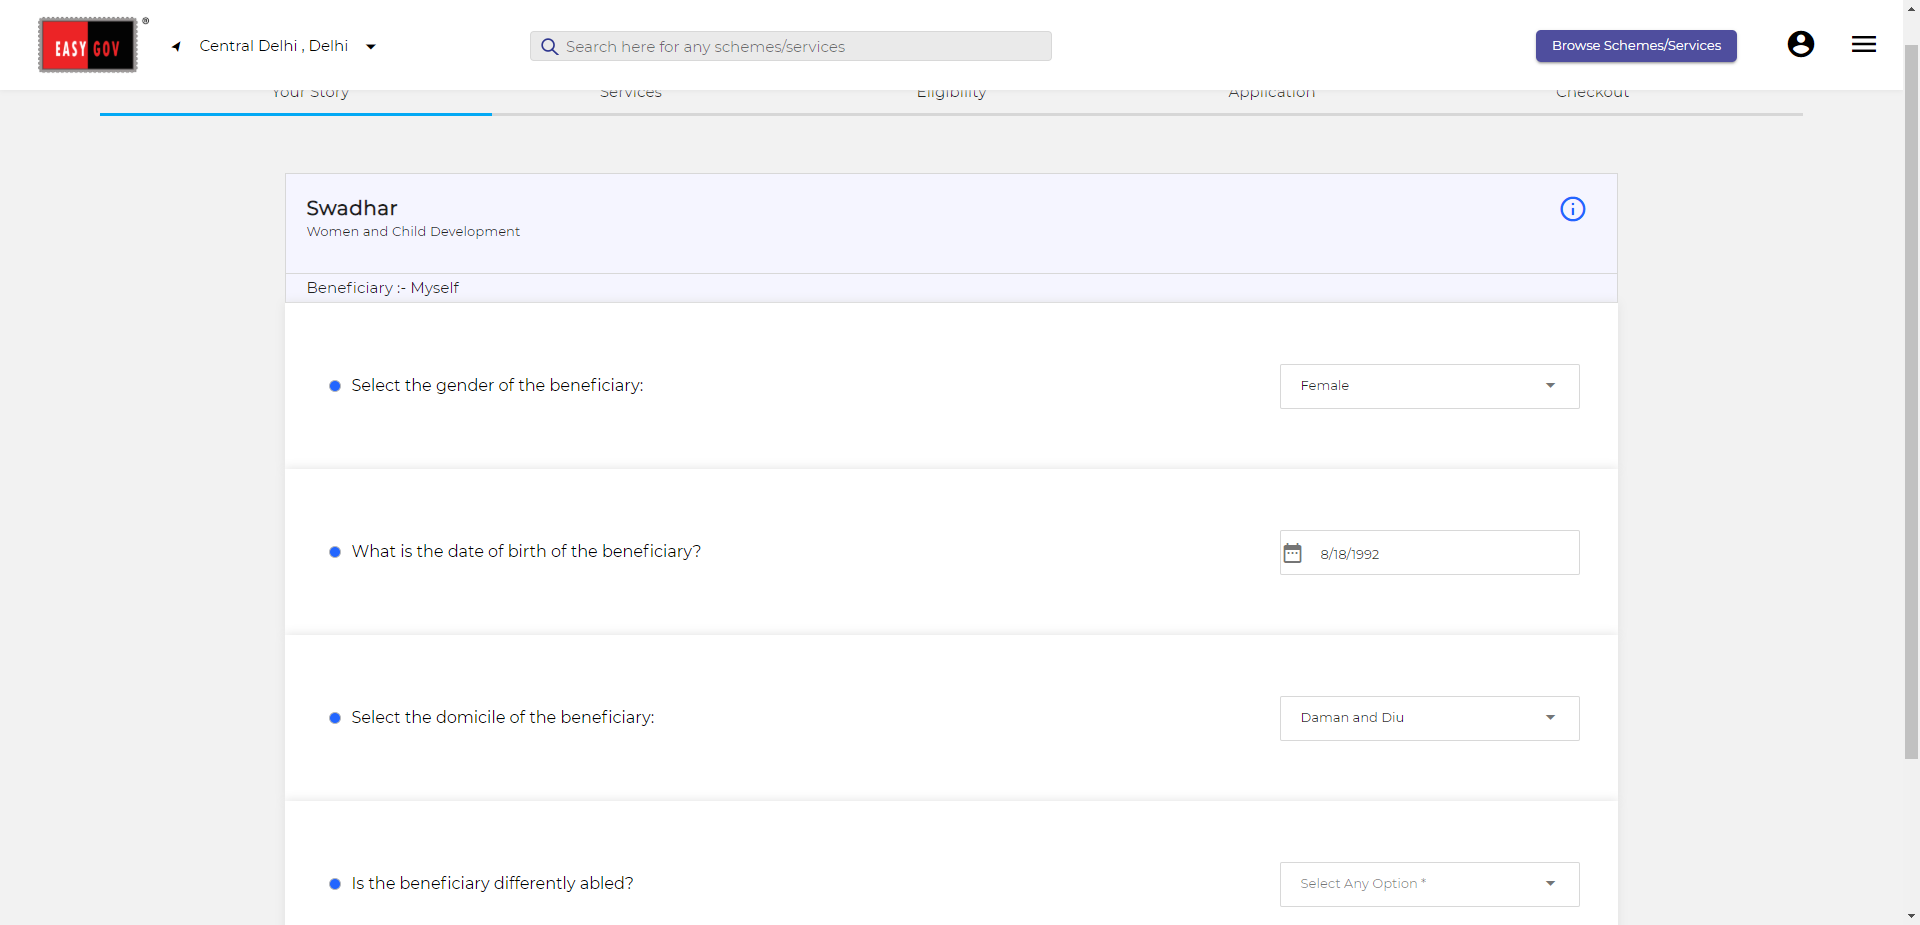 EASY GOV ®
Central Delhi , Delhi
Search here for any schemes/services
Browse Schemes/Services
Your Story Services Eligibility Application Checkout
Swadhar
Women and Child Development
Beneficiary :- Myself
Select the gender of the beneficiary:
Female
What is the date of birth of the beneficiary?
8/18/1992
Select the domicile of the beneficiary:
Daman and Diu
Is the beneficiary differently abled?
Select Any Option *